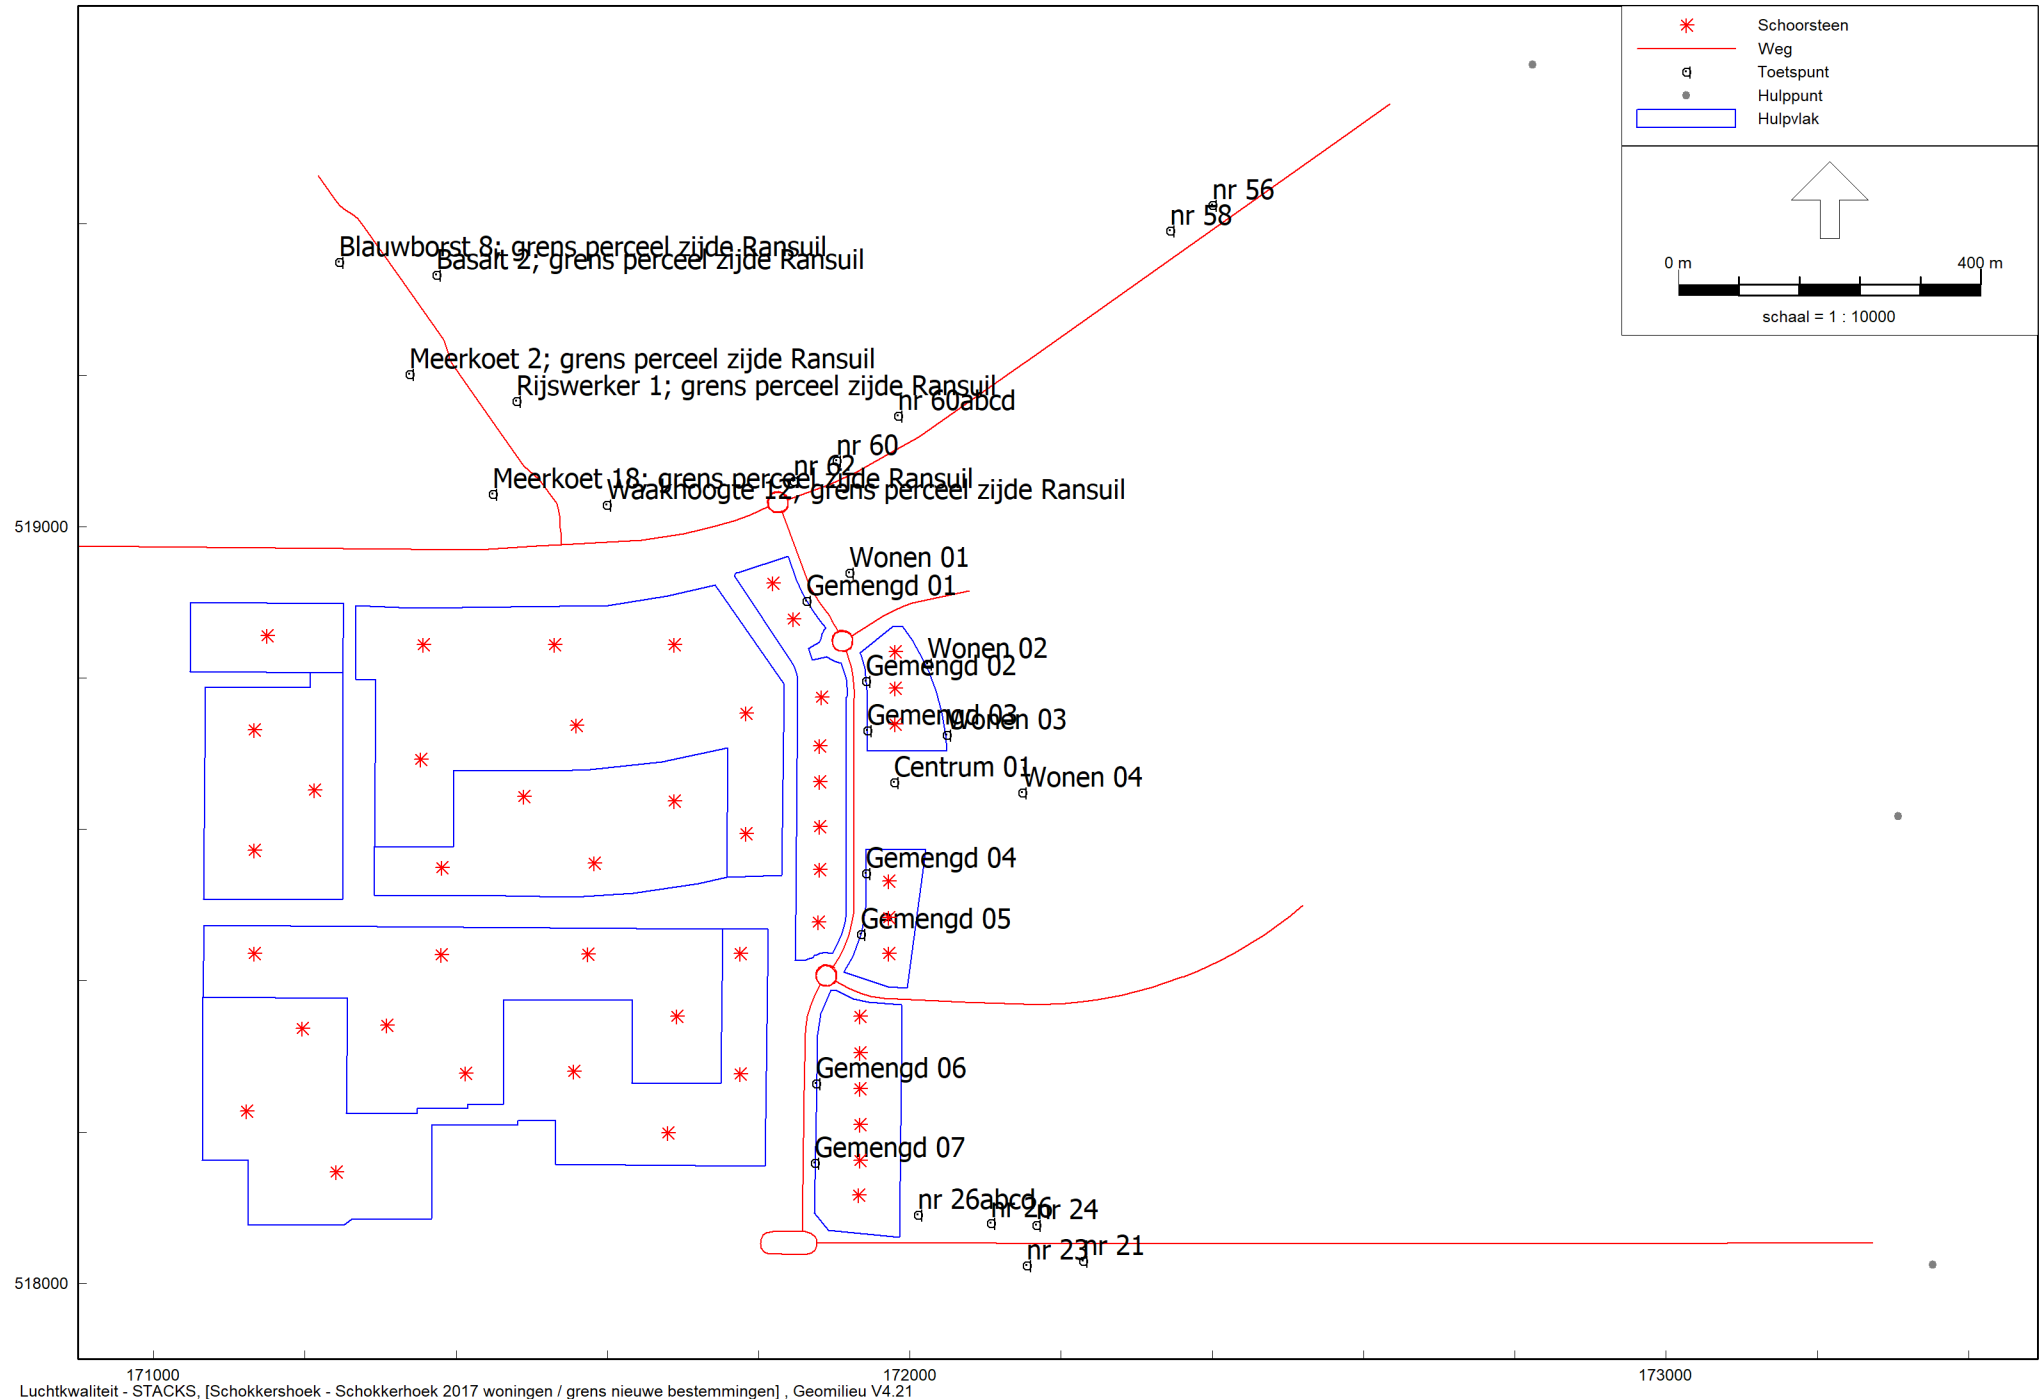 Schoorsteen
Weg
Toetspunt
Hulppunt
Hulpvlak
0 m 400 m
schaal = 1 : 10000
nr 56
nr 58
Blauwborst 8; grens perceel zijde Ransuil
Basalt 2; grens perceel zijde Ransuil
Meerkoet 2; grens perceel zijde Ransuil
Rijswerker 1; grens perceel zijde Ransuil
nr 60abcd
nr 60
nr 62
Meerkoet 18; grens perceel zijde Ransuil
Waakhoogte 12; grens perceel zijde Ransuil
519000
Wonen 01
Gemengd 01
Wonen 02
Gemengd 02
Gemengd 03
Wonen 03
Centrum 01
Wonen 04
Gemengd 04
Gemengd 05
Gemengd 06
Gemengd 07
nr 26abcd
nr 26
nr 24
nr 23
nr 21
518000
171000 172000 173000
Luchtkwaliteit - STACKS, [Schokkershoek - Schokkerhoek 2017 woningen / grens nieuwe bestemmingen] , Geomilieu V4.21